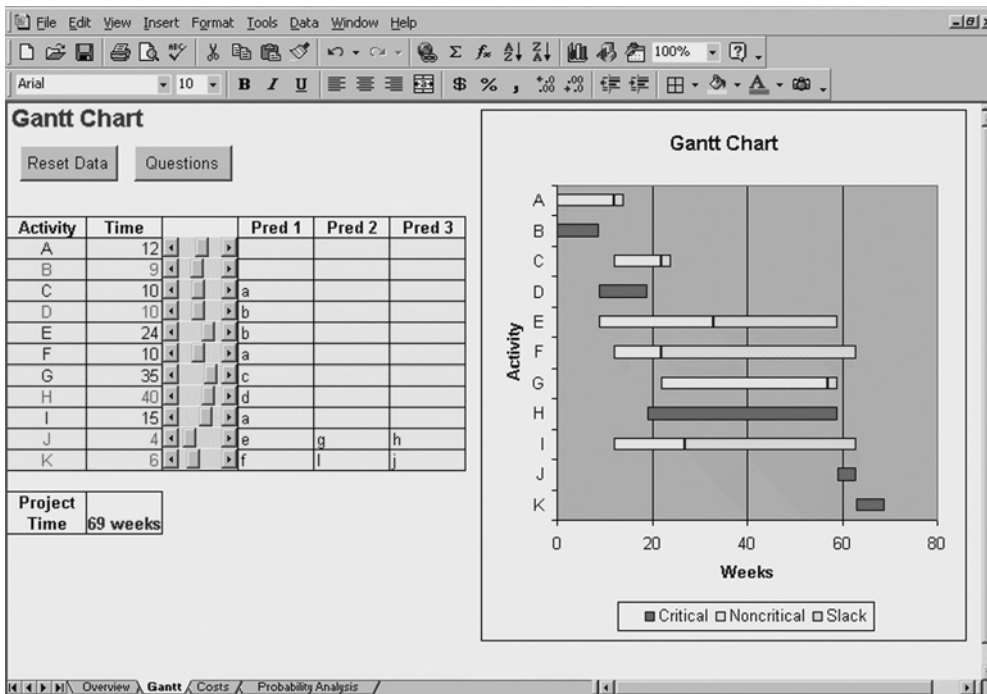 File Edit View Insert Format Tools Data Window Help
100%
Arial 10 B I U $ % ,
Gantt Chart
Reset Data Questions
Activity Time Pred 1 Pred 2 Pred 3
A 12
B 9
C 10 a
D 10 b
E 24 b
F 10 a
G 35 c
H 40 d
I 15 a
J 4 e g h
K 6 f I j
Project
Time 69 weeks
Gantt Chart
Activity
A
B
C
D
E
F
G
H
I
J
K
0 20 40 60 80
Weeks
Critical Noncritical Slack
Overview Gantt Costs Probability Analysis